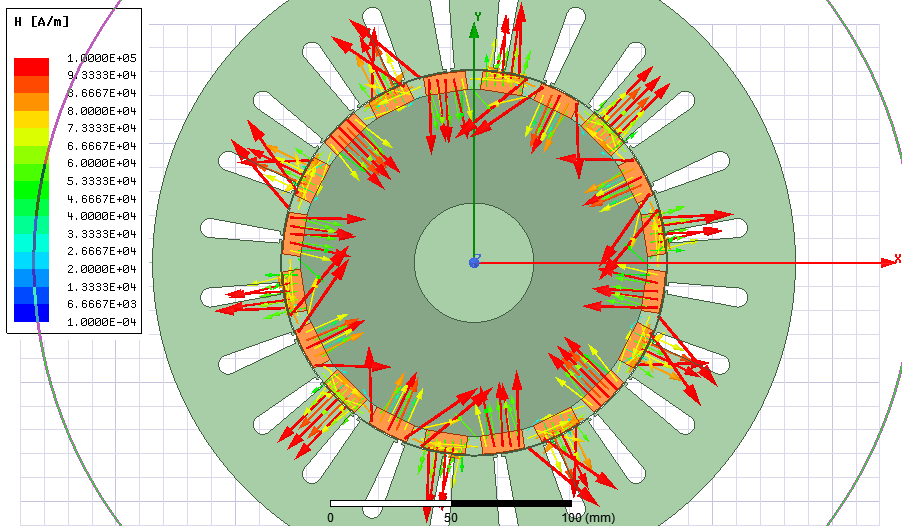 H [A/m]
1.0000E+05
9.3333E+04
8.6667E+04
8.0000E+04
7.3333E+04
6.6667E+04
6.0000E+04
5.3333E+04
4.6667E+04
4.0000E+04
3.3333E+04
2.6667E+04
2.0000E+04
1.3333E+04
6.6667E+03
1.0000E-04
Y
Z
X
0 50 100 (mm)